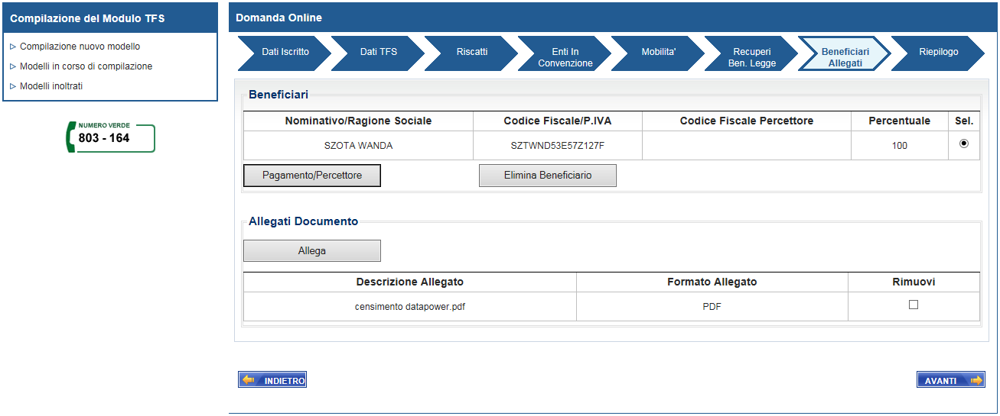 Compilazione del Modulo TFS
Compilazione nuovo modello
Modelli in corso di compilazione
Modelli inoltrati
NUMERO VERDE
803 - 164
Domanda Online
Dati Iscritto
Dati TFS
Riscatti
Enti In
Convenzione
Mobilita'
Recuperi
Ben. Legge
Beneficiari
Allegati
Riepilogo
Beneficiari
Nominativo/Ragione Sociale Codice Fiscale/P.IVA Codice Fiscale Percettore Percentuale Sel.
SZOTA WANDA SZTWND53E57Z127F 100
Pagamento/Percettore Elimina Beneficiario
Allegati Documento
Allega
Descrizione Allegato Formato Allegato Rimuovi
censimento datapower.pdf PDF
INDIETRO AVANTI